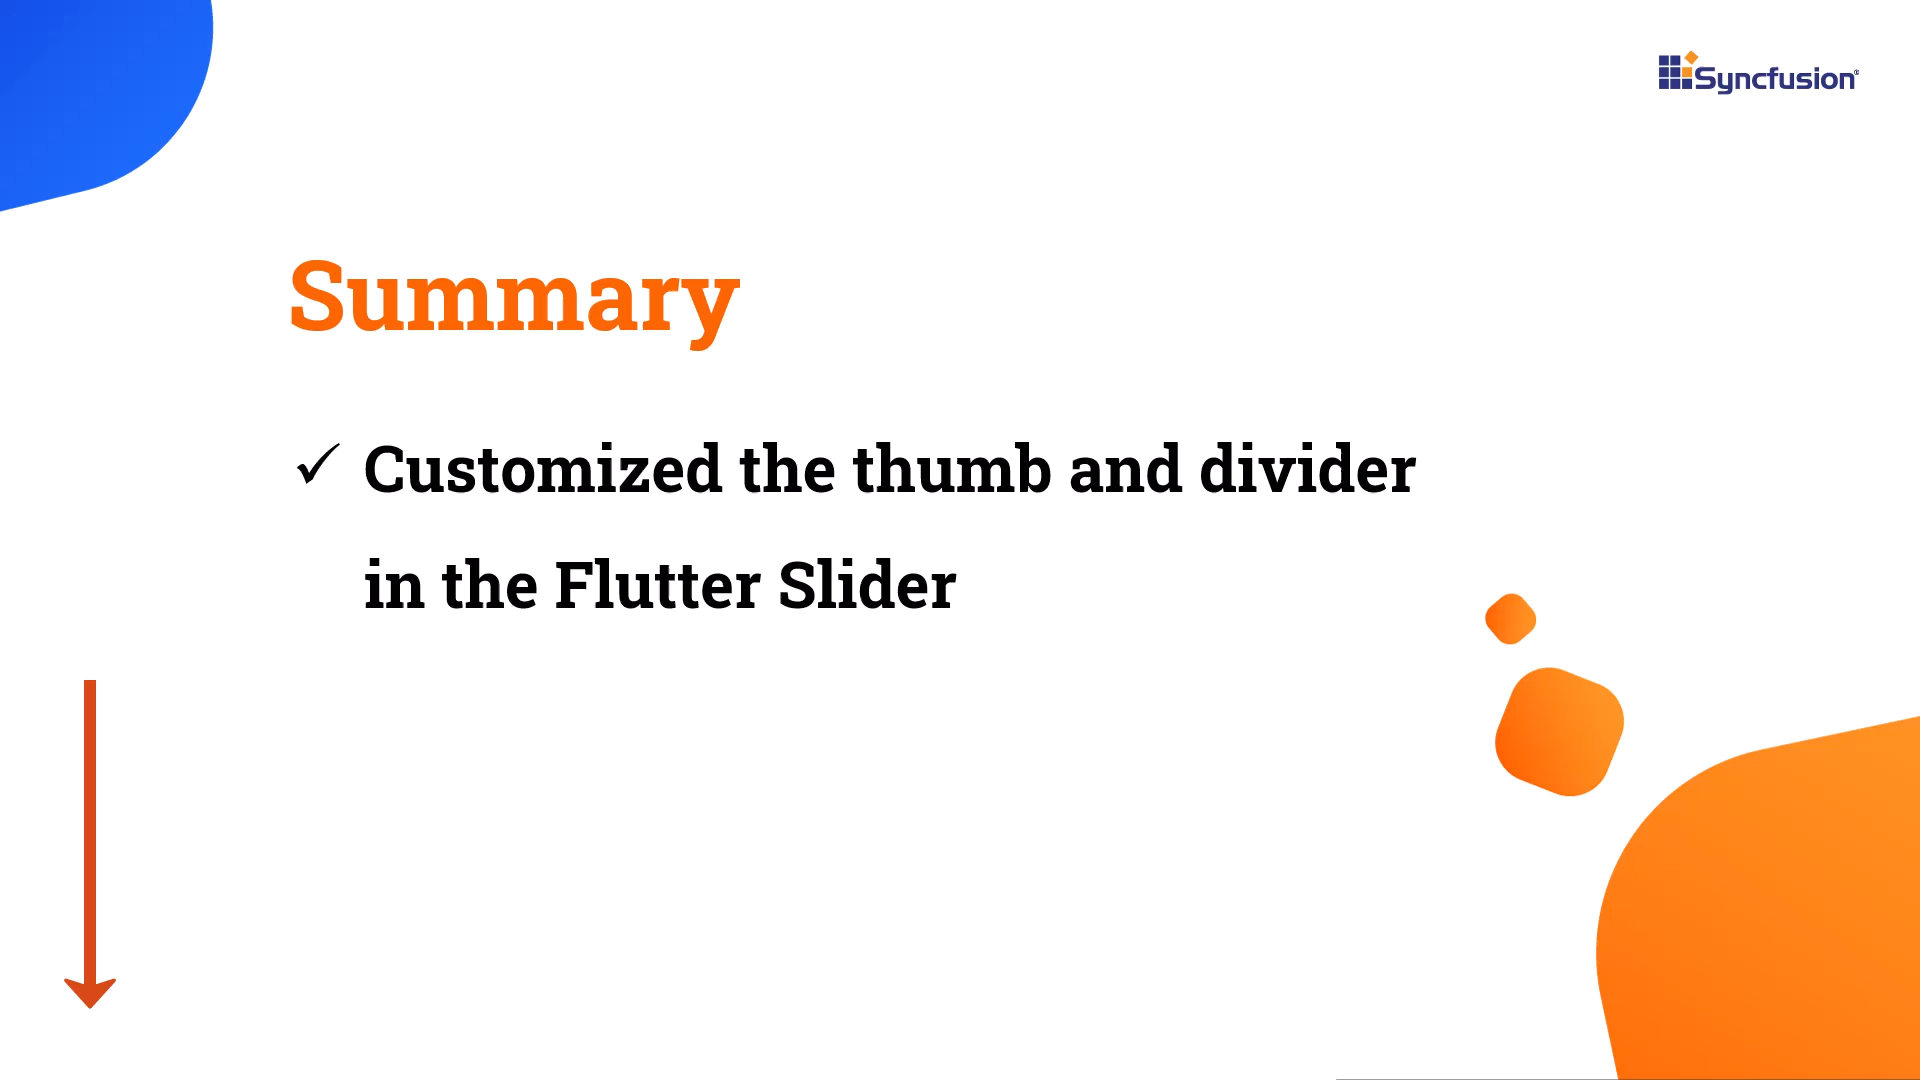 Syncfusion®
Summary
✓ Customized the thumb and divider
in the Flutter Slider